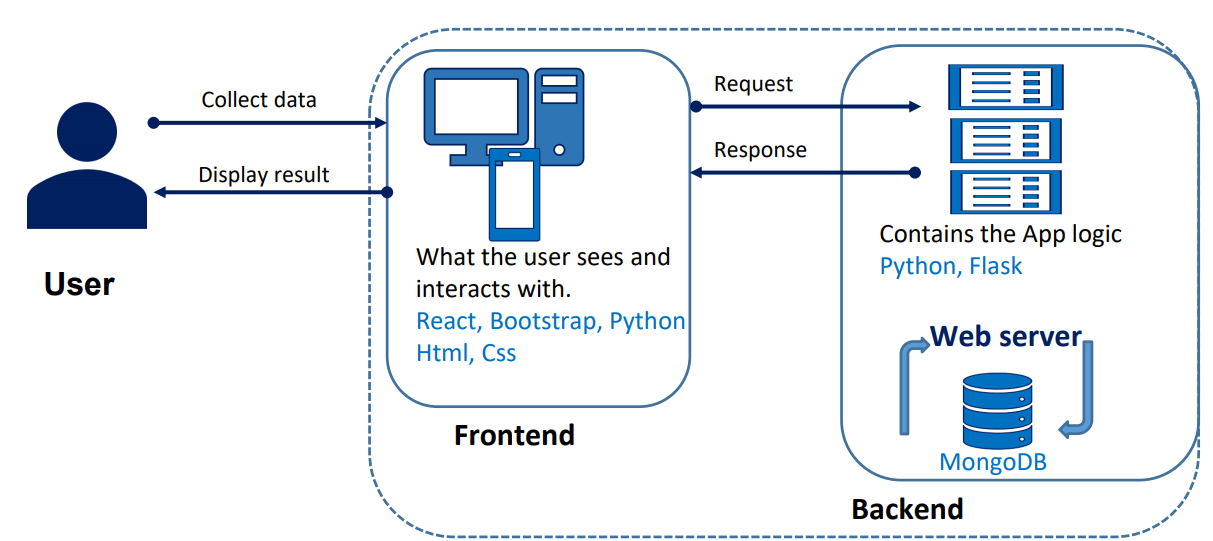 Collect data
Display result
User
What the user sees and
interacts with.
React, Bootstrap, Python
Html, Css
Frontend
Request
Response
Contains the App logic
Python, Flask
Web server
MongoDB
Backend